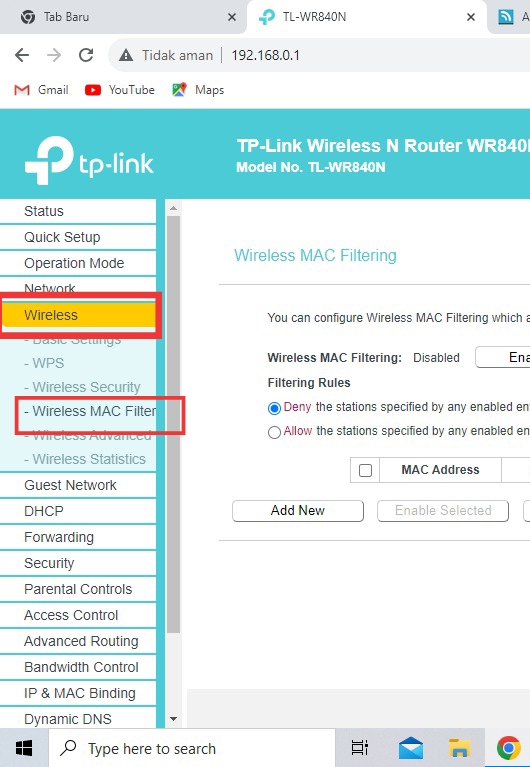 Tab Baru
TL-WR840N
A
Tidak aman
192.168.0.1
Gmail
YouTube
Maps
tp-link
TP-Link Wireless N Router WR840N
Model No. TL-WR840N
Status
Quick Setup
Operation Mode
Network
Wireless
- Basic Settings
- WPS
- Wireless Security
- Wireless MAC Filter
- Wireless Advanced
- Wireless Statistics
Guest Network
DHCP
Forwarding
Security
Parental Controls
Access Control
Advanced Routing
Bandwidth Control
IP & MAC Binding
Dynamic DNS
Wireless MAC Filtering
You can configure Wireless MAC Filtering which a
Wireless MAC Filtering: Disabled
Ena
Filtering Rules
Deny the stations specified by any enabled en
Allow the stations specified by any enabled en
MAC Address
Add New
Enable Selected
Type here to search